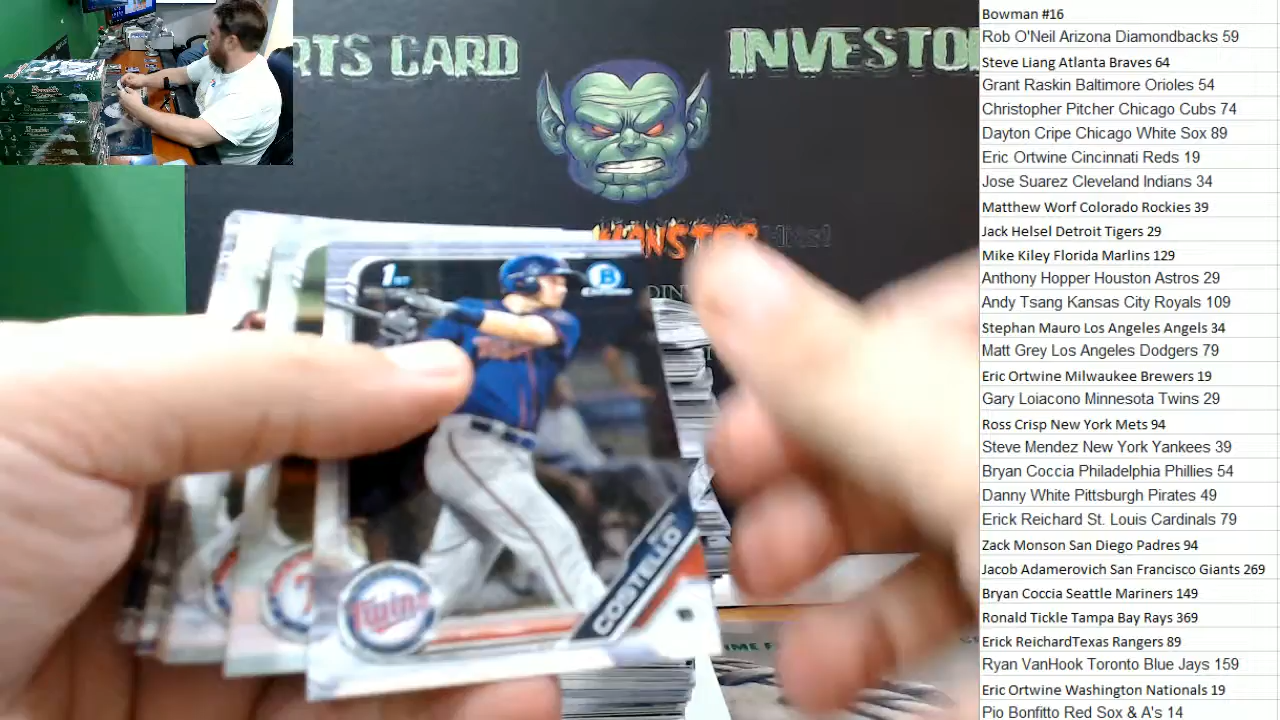 RTS CARD
INVESTO
MONSTER
1ST
B
Twins
COSTELLO
Bowman #16
Rob O'Neil Arizona Diamondbacks 59
Steve Liang Atlanta Braves 64
Grant Raskin Baltimore Orioles 54
Christopher Pitcher Chicago Cubs 74
Dayton Cripe Chicago White Sox 89
Eric Ortwine Cincinnati Reds 19
Jose Suarez Cleveland Indians 34
Matthew Worf Colorado Rockies 39
Jack Helsel Detroit Tigers 29
Mike Kiley Florida Marlins 129
Anthony Hopper Houston Astros 29
Andy Tsang Kansas City Royals 109
Stephan Mauro Los Angeles Angels 34
Matt Grey Los Angeles Dodgers 79
Eric Ortwine Milwaukee Brewers 19
Gary Loiacono Minnesota Twins 29
Ross Crisp New York Mets 94
Steve Mendez New York Yankees 39
Bryan Coccia Philadelphia Phillies 54
Danny White Pittsburgh Pirates 49
Erick Reichard St. Louis Cardinals 79
Zack Monson San Diego Padres 94
Jacob Adamerovich San Francisco Giants 269
Bryan Coccia Seattle Mariners 149
Ronald Tickle Tampa Bay Rays 369
Erick ReichardTexas Rangers 89
Ryan VanHook Toronto Blue Jays 159
Eric Ortwine Washington Nationals 19
Pio Bonfitto Red Sox & A's 14